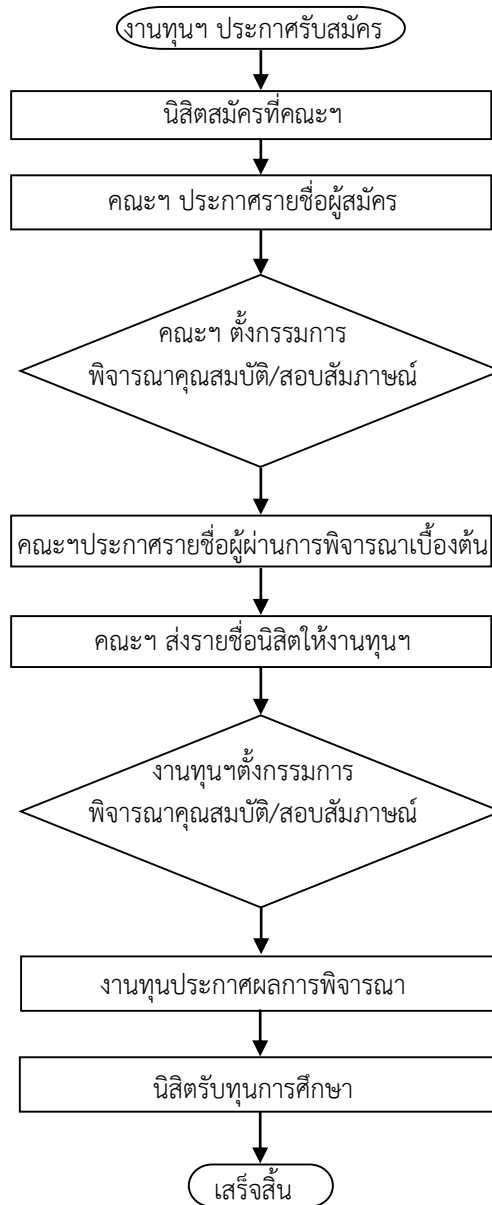 งานทุนฯ ประกาศรับสมัคร
นิสิตสมัครที่คณะฯ
คณะฯ ประกาศรายชื่อผู้สมัคร
คณะฯ ตั้งกรรมการ
พิจารณาคุณสมบัติ/สอบสัมภาษณ์
คณะฯประกาศรายชื่อผู้ผ่านการพิจารณาเบื้องต้น
คณะฯ ส่งรายชื่อนิสิตให้งานทุนฯ
งานทุนฯตั้งกรรมการ
พิจารณาคุณสมบัติ/สอบสัมภาษณ์
งานทุนประกาศผลการพิจารณา
นิสิตรับทุนการศึกษา
เสร็จสิ้น